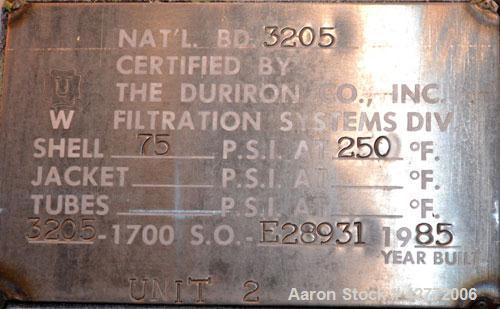 NAT'L. BD 3205
CERTIFIED BY
U
THE DURIRON CO., INC.
W FILTRATION SYSTEMS DIV
SHELL 75 P.S.I. AT 250 °F.
JACKET P.S.I. AT °F.
TUBES P.S.I. AT °F.
3205-1700 S.O.-E28931 1985
YEAR BUILT
UNIT 2
Aaron Stock